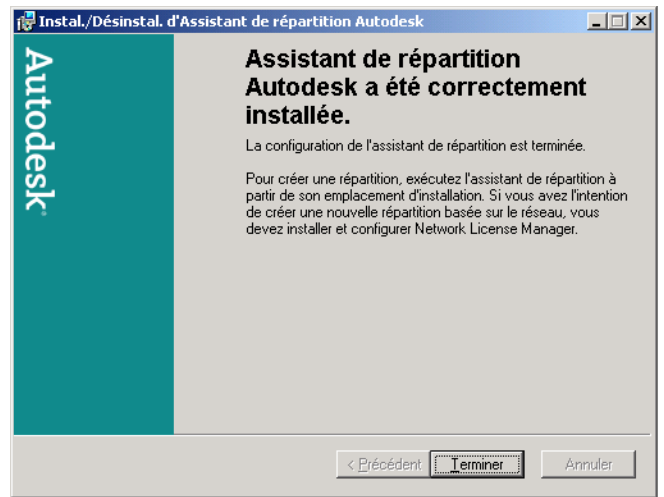 Instal./Désinstal. d'Assistant de répartition Autodesk
Autodesk
Assistant de répartition
Autodesk a été correctement
installée.
La configuration de l'assistant de répartition est terminée.
Pour créer une répartition, exécutez l'assistant de répartition à
partir de son emplacement d'installation. Si vous avez l'intention
de créer une nouvelle répartition basée sur le réseau, vous
devez installer et configurer Network License Manager.
< Précédent
Terminer
Annuler